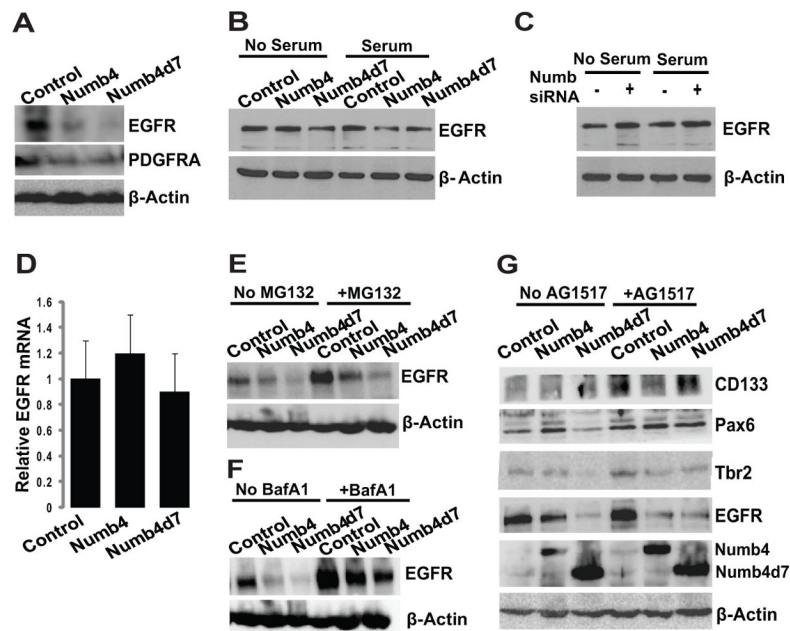 A
Control
Numb4
Numb4d7
EGFR
PDGFRA
β-Actin
B
No Serum
Serum
Control
Numb4
Numb4d7
Control
Numb4
Numb4d7
EGFR
β-Actin
C
No Serum
Serum
Numb
siRNA
- + - +
EGFR
β-Actin
D
Relative EGFR mRNA
1.6
1.4
1.2
1
0.8
0.6
0.4
0.2
0
Control
Numb4
Numb4d7
E
No MG132
+MG132
Control
Numb4
Numb4d7
Control
Numb4
Numb4d7
EGFR
β-Actin
F
No BafA1
+BafA1
Control
Numb4
Numb4d7
Control
Numb4
Numb4d7
EGFR
β-Actin
G
No AG1517
+AG1517
Control
Numb4
Numb4d7
Control
Numb4
Numb4d7
CD133
Pax6
Tbr2
EGFR
Numb4
Numb4d7
β-Actin